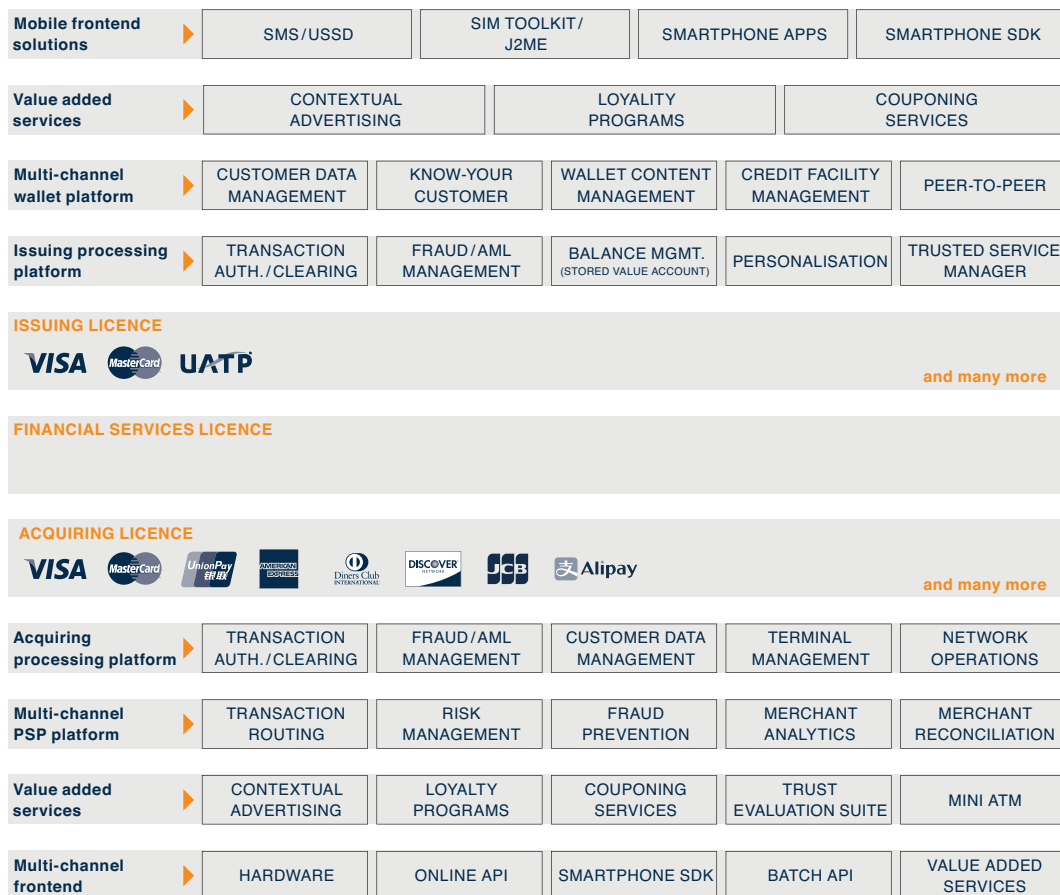 Mobile frontend
solutions
SMS/USSD
SIM TOOLKIT/
J2ME
SMARTPHONE APPS
SMARTPHONE SDK
Value added
services
CONTEXTUAL
ADVERTISING
LOYALITY
PROGRAMS
COUPONING
SERVICES
Multi-channel
wallet platform
CUSTOMER DATA
MANAGEMENT
KNOW-YOUR
CUSTOMER
WALLET CONTENT
MANAGEMENT
CREDIT FACILITY
MANAGEMENT
PEER-TO-PEER
Issuing processing
platform
TRANSACTION
AUTH./CLEARING
FRAUD/AML
MANAGEMENT
BALANCE MGMT.
(STORED VALUE ACCOUNT)
PERSONALISATION
TRUSTED SERVICE
MANAGER
ISSUING LICENCE
VISA
MasterCard
UATP
and many more
FINANCIAL SERVICES LICENCE
ACQUIRING LICENCE
VISA
MasterCard
UnionPay
银联
AMERICAN
EXPRESS
Diners Club
INTERNATIONAL
DISCOVER
NETWORK
JCB
支 Alipay
and many more
Acquiring
processing platform
TRANSACTION
AUTH./CLEARING
FRAUD/AML
MANAGEMENT
CUSTOMER DATA
MANAGEMENT
TERMINAL
MANAGEMENT
NETWORK
OPERATIONS
Multi-channel
PSP platform
TRANSACTION
ROUTING
RISK
MANAGEMENT
FRAUD
PREVENTION
MERCHANT
ANALYTICS
MERCHANT
RECONCILIATION
Value added
services
CONTEXTUAL
ADVERTISING
LOYALTY
PROGRAMS
COUPONING
SERVICES
TRUST
EVALUATION SUITE
MINI ATM
Multi-channel
frontend
HARDWARE
ONLINE API
SMARTPHONE SDK
BATCH API
VALUE ADDED
SERVICES